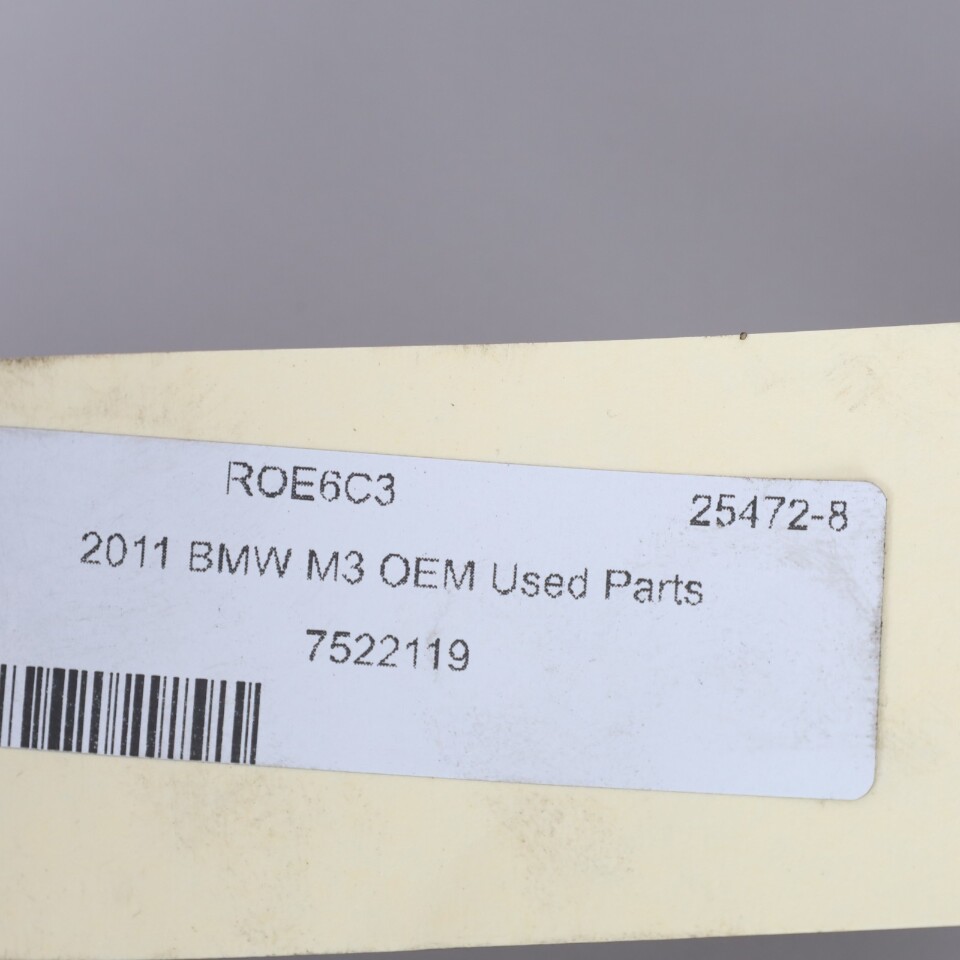 ROE6C3 25472-8
2011 BMW M3 OEM Used Parts
7522119